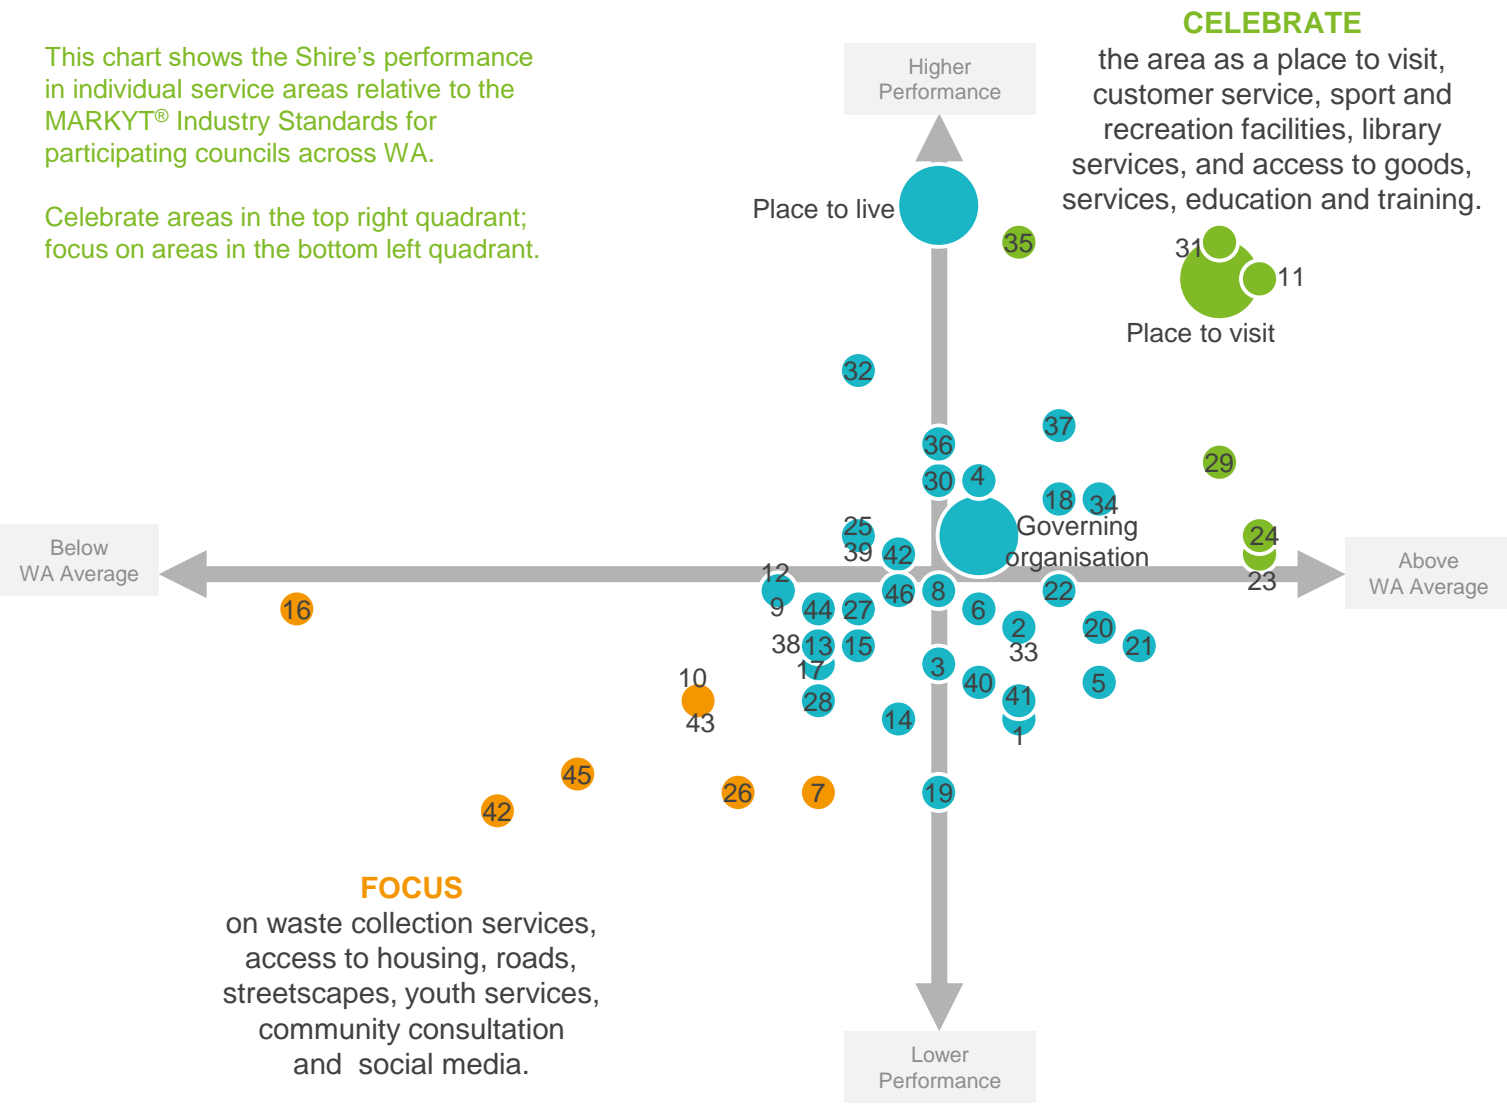 This chart shows the Shire’s performance
in individual service areas relative to the
MARKYT® Industry Standards for
participating councils across WA.
Celebrate areas in the top right quadrant;
focus on areas in the bottom left quadrant.
Higher
Performance
CELEBRATE
the area as a place to visit,
customer service, sport and
recreation facilities, library
services, and access to goods,
services, education and training.
Place to live
35
31
11
Place to visit
32
37
36
29
30
4
18
34
25
39
42
Governing
organisation
24
23
Below
WA Average
Above
WA Average
12
9
16
44
27
46
8
6
22
2
33
20
21
38
13
15
17
3
10
43
28
14
40
41
1
5
45
42
26
7
19
FOCUS
on waste collection services,
access to housing, roads,
streetscapes, youth services,
community consultation
and social media.
Lower
Performance